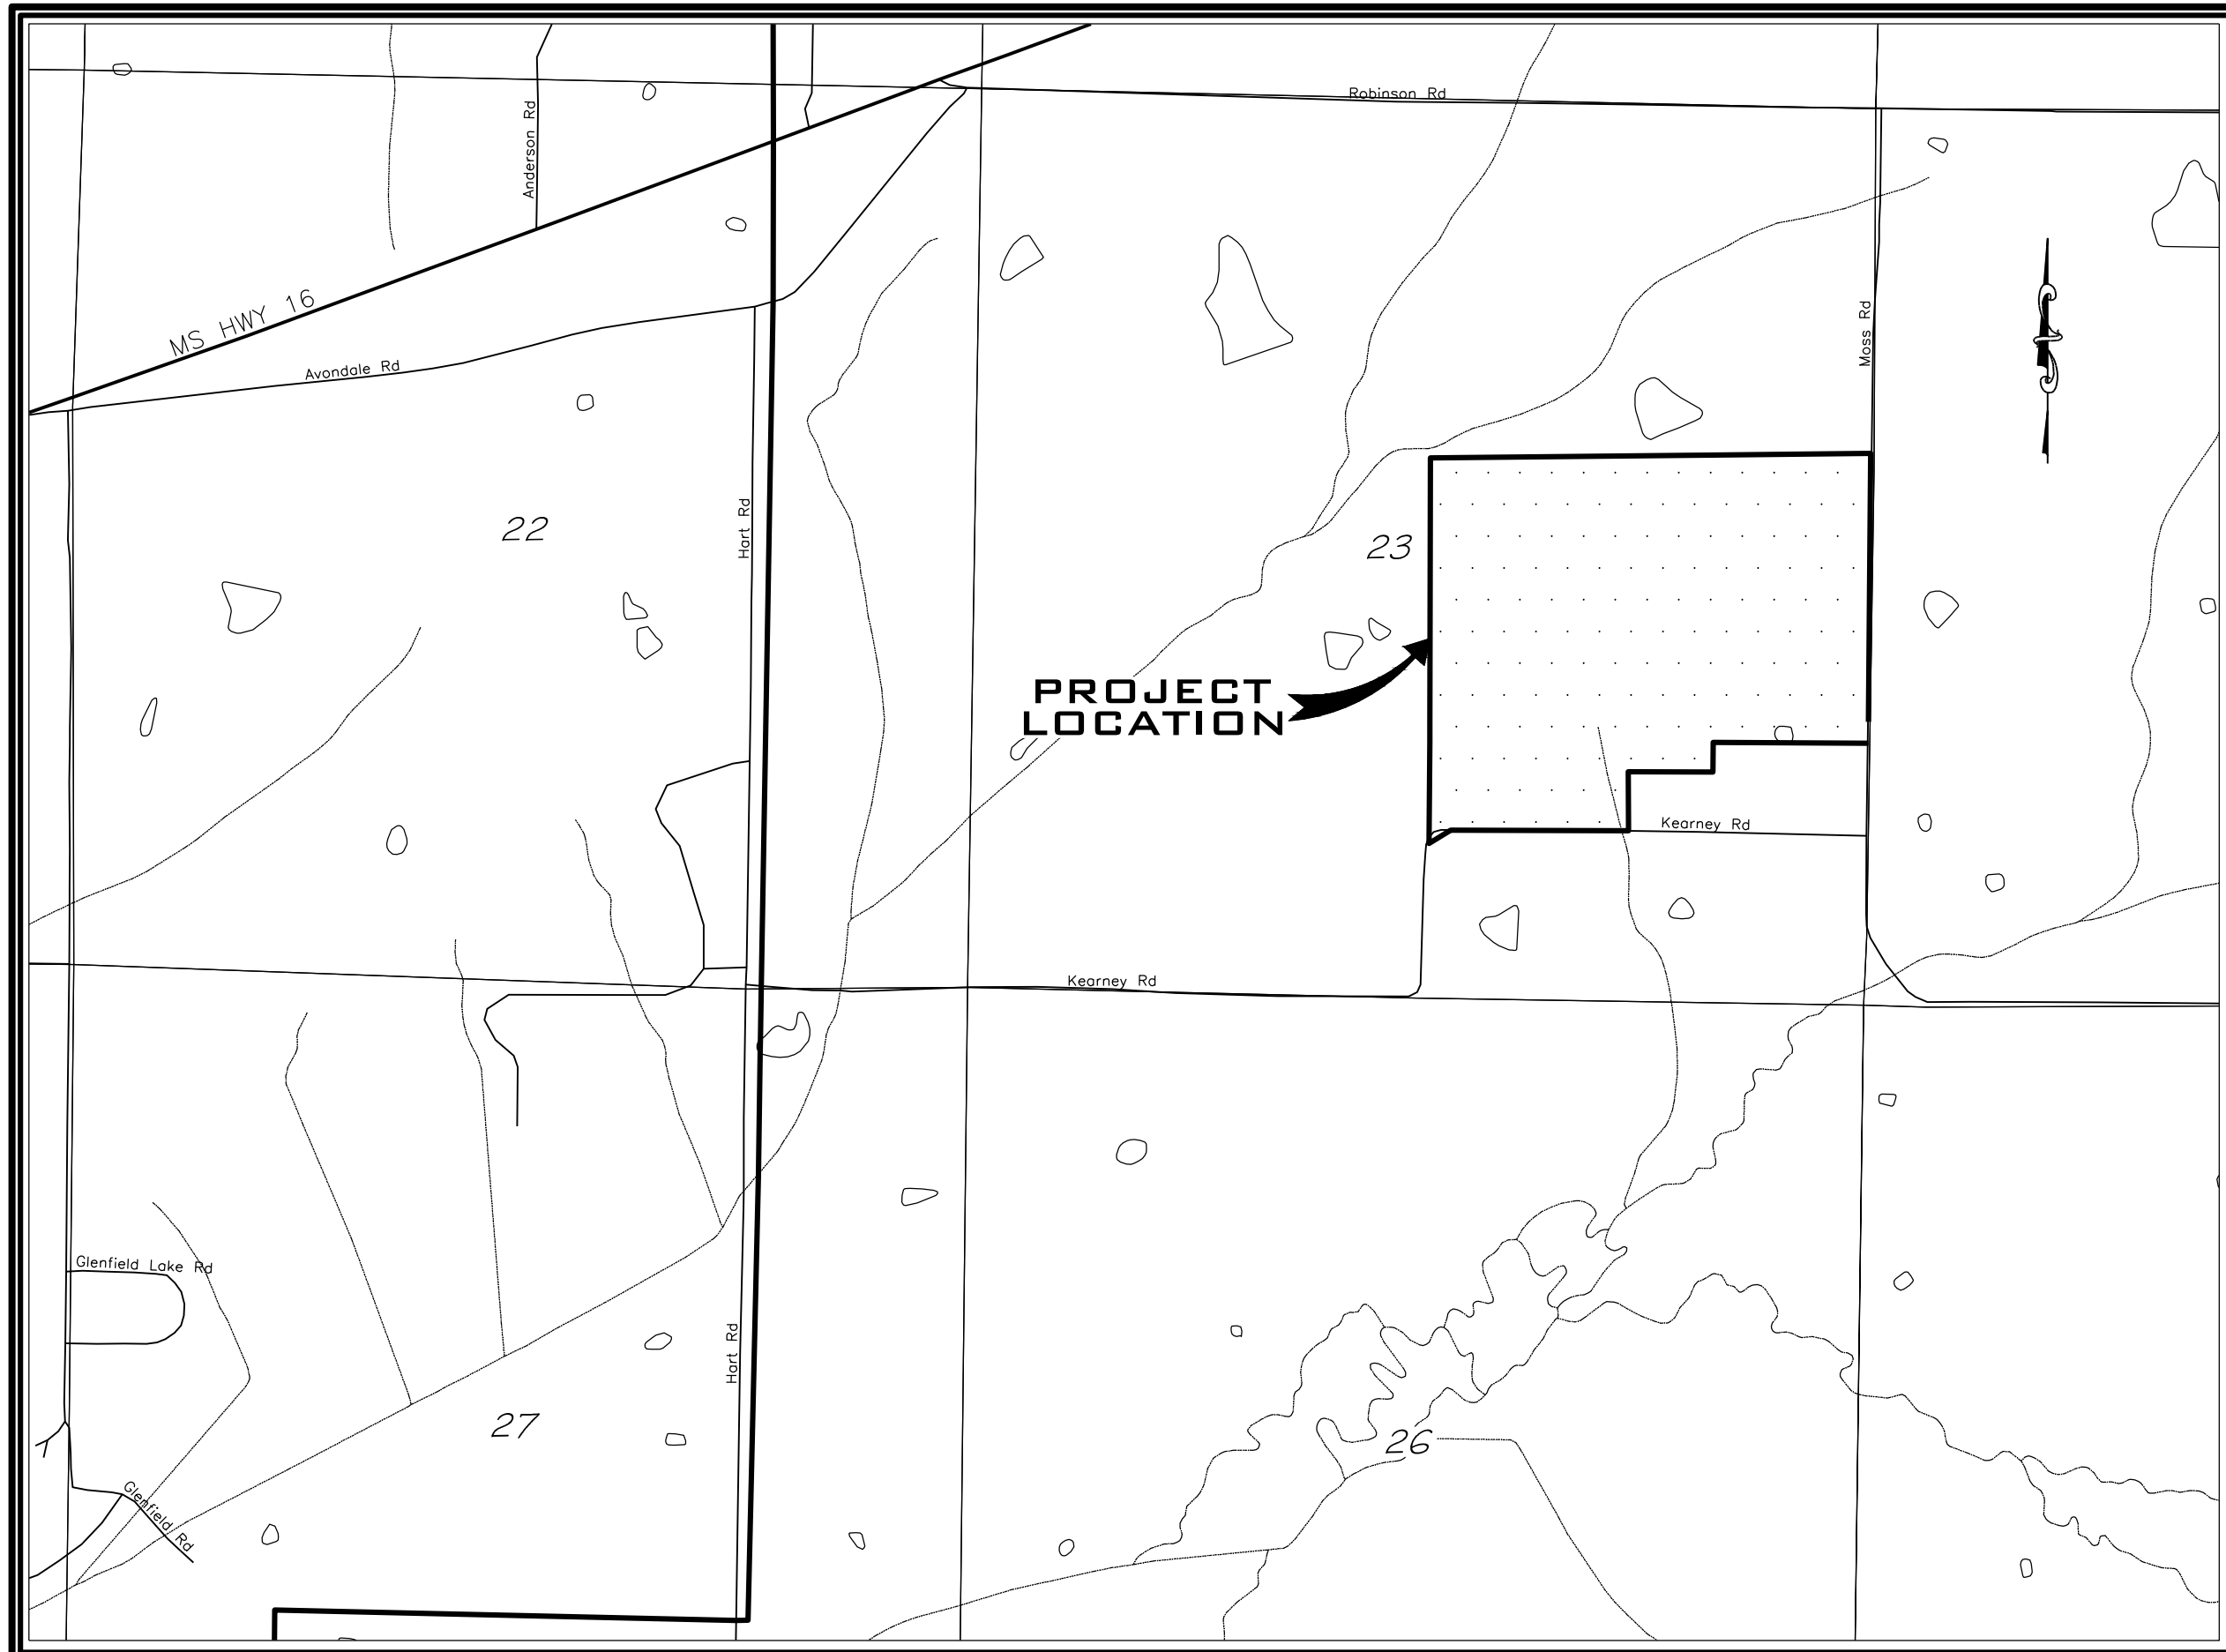 Robinson Rd
Anderson Rd
MS HWY 16
Moss Rd
Avondale Rd
22
Hart Rd
23
PROJECT
LOCATION
Kearney Rd
Kearney Rd
Glenfield Lake Rd
Hart Rd
27
26
Glenfield Rd